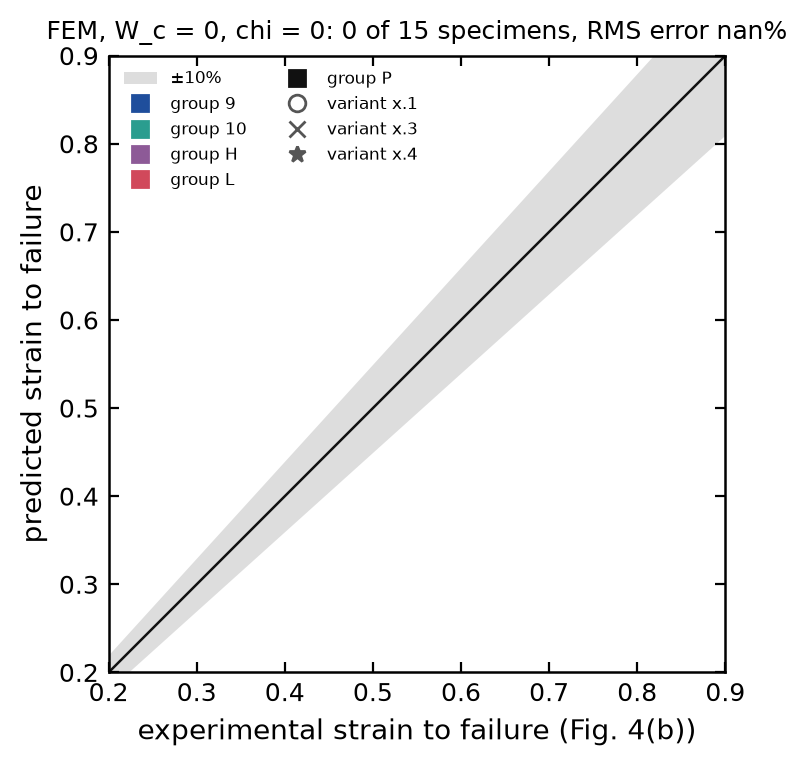 FEM, W_c = 0, chi = 0: 0 of 15 specimens, RMS error nan%
±10%
group 9
group 10
group H
group L
group P
variant x.1
variant x.3
variant x.4
predicted strain to failure
0.9
0.8
0.7
0.6
0.5
0.4
0.3
0.2
0.2 0.3 0.4 0.5 0.6 0.7 0.8 0.9
experimental strain to failure (Fig. 4(b))